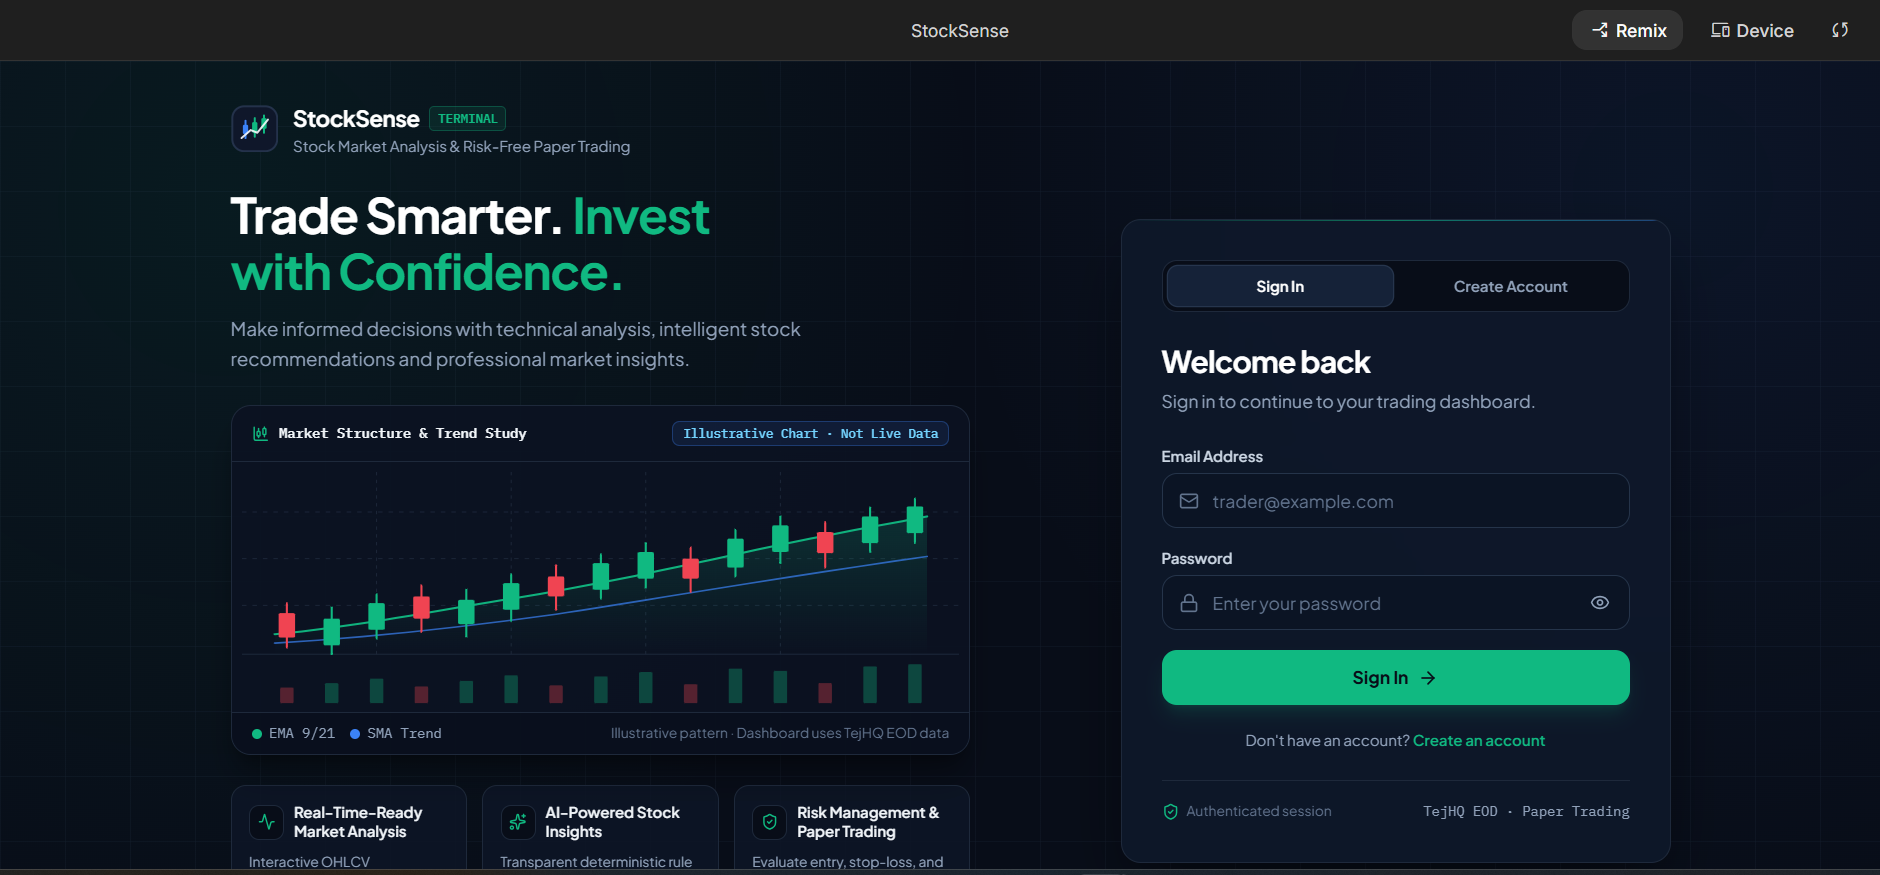 StockSense
Remix
Device
StockSense TERMINAL
Stock Market Analysis & Risk-Free Paper Trading
Trade Smarter. Invest
with Confidence.
Make informed decisions with technical analysis, intelligent stock
recommendations and professional market insights.
Market Structure & Trend Study
Illustrative Chart · Not Live Data
EMA 9/21
SMA Trend
Illustrative pattern · Dashboard uses TejHQ EOD data
Real-Time-Ready
Market Analysis
Interactive OHLCV
AI-Powered Stock
Insights
Transparent deterministic rule
Risk Management &
Paper Trading
Evaluate entry, stop-loss, and
Sign In
Create Account
Welcome back
Sign in to continue to your trading dashboard.
Email Address
trader@example.com
Password
Enter your password
Sign In →
Don't have an account? Create an account
Authenticated session
TejHQ EOD · Paper Trading